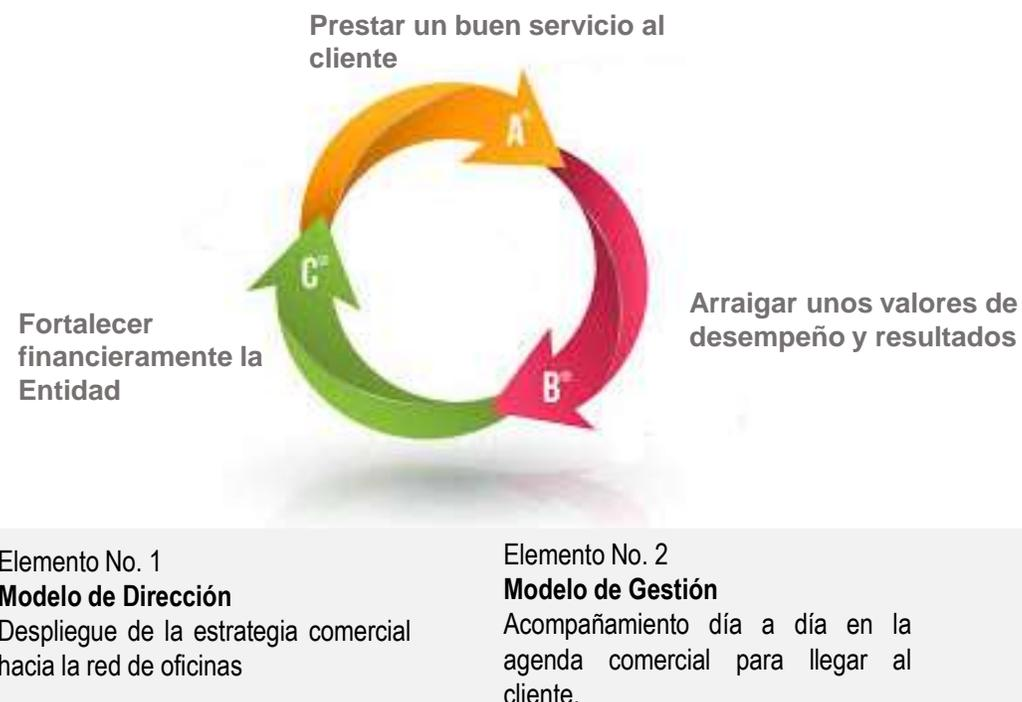 Prestar un buen servicio al
cliente
A
C
Fortalecer
financieramente la
Entidad
Arraigar unos valores de
desempeño y resultados
B
Elemento No. 1
Modelo de Dirección
Despliegue de la estrategia comercial
hacia la red de oficinas
Elemento No. 2
Modelo de Gestión
Acompañamiento día a día en la
agenda comercial para llegar al
cliente.